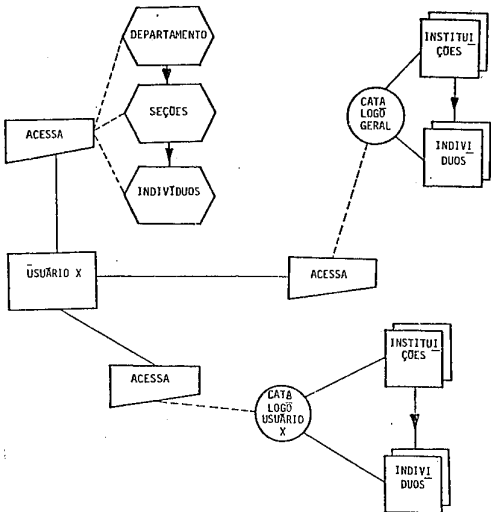 DEPARTAMENTO
SEÇÕES
INDIVÍDUOS
ACESSA
USUÁRIO X
ACESSA
CATA
LOGO
GERAL
INSTITUI
ÇÕES
INDIVI
DUOS
ACESSA
CATA
LOGO
USUÁRIO
X
INSTITUI
ÇÕES
INDIVI
DUOS